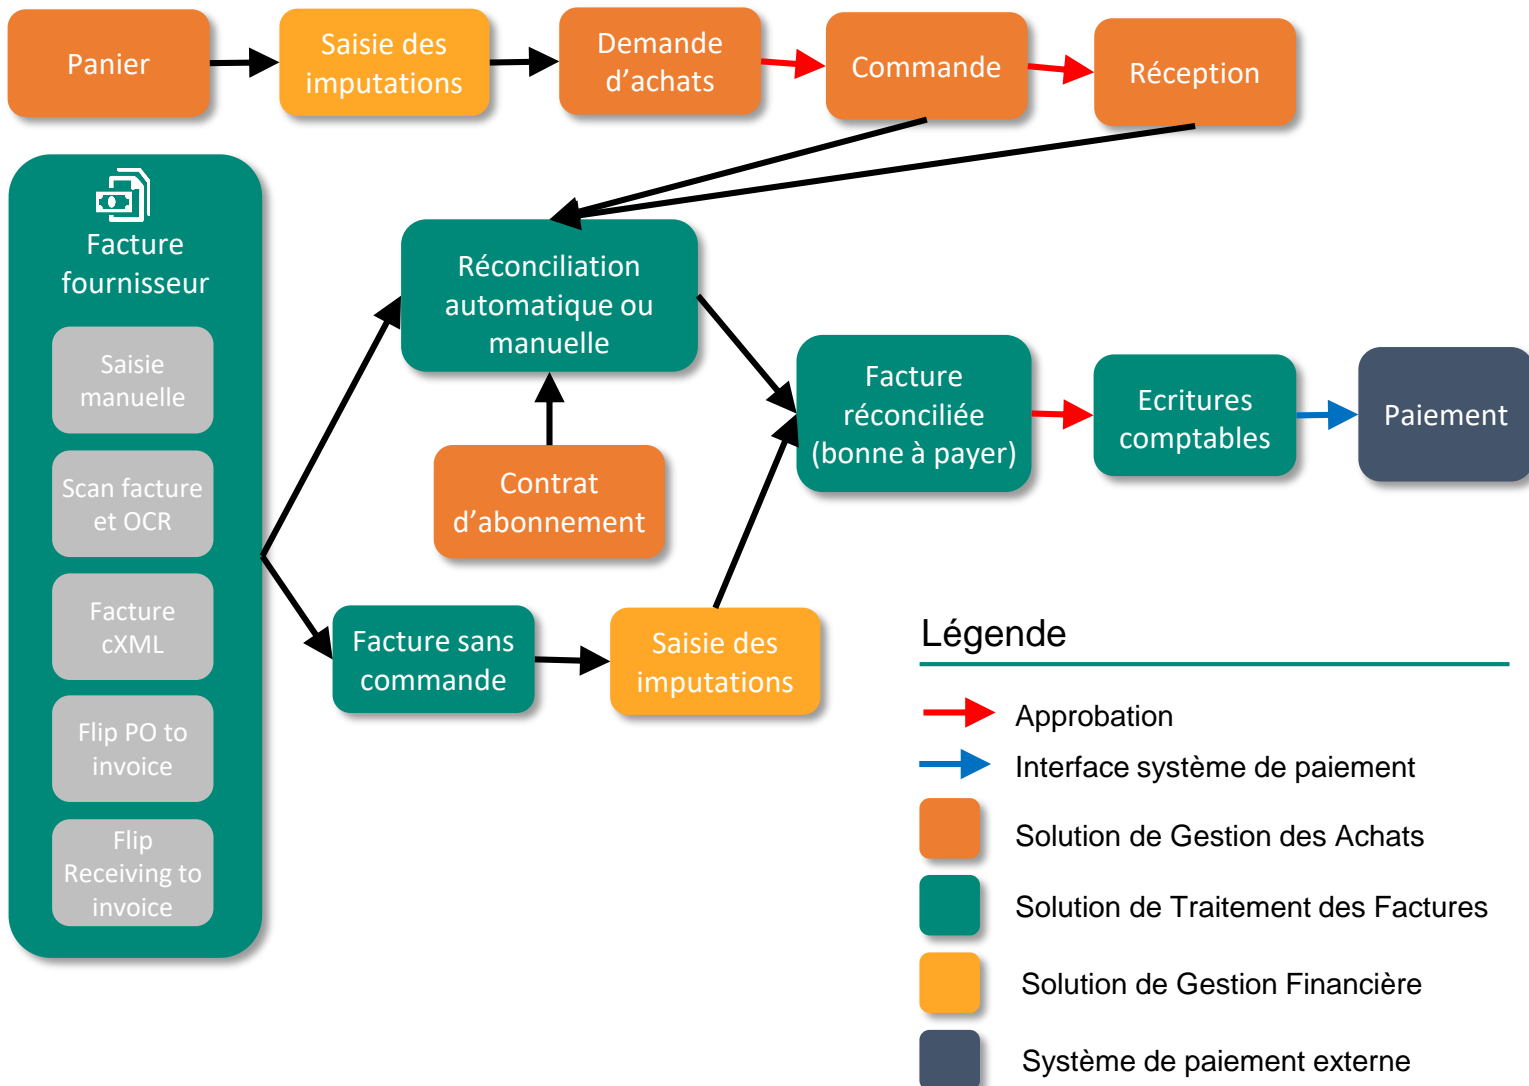 Panier
Saisie des
imputations
Demande
d’achats
Commande
Réception
Facture
fournisseur
Saisie
manuelle
Scan facture
et OCR
Facture
cXML
Flip PO to
invoice
Flip
Receiving to
invoice
Réconciliation
automatique ou
manuelle
Contrat
d’abonnement
Facture sans
commande
Saisie des
imputations
Facture
réconciliée
(bonne à payer)
Ecritures
comptables
Paiement
Légende
Approbation
Interface système de paiement
Solution de Gestion des Achats
Solution de Traitement des Factures
Solution de Gestion Financière
Système de paiement externe